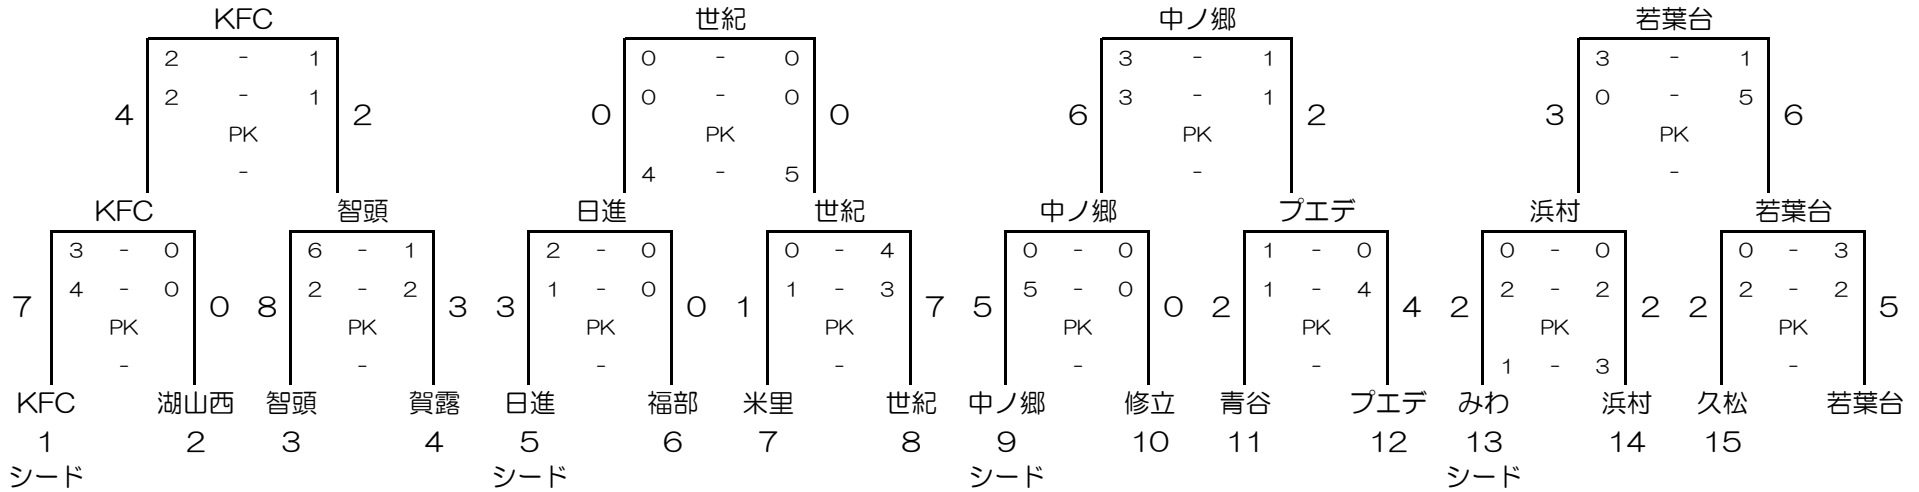 KFC 世紀 中ノ郷 若葉台
2 - 1 0 - 0 3 - 1 3 - 1
2 - 1 0 - 0 3 - 1 0 - 5
4 2 0 0 6 2 3 6
PK PK PK PK
- 4 - 5 - -
KFC 智頭 日進 世紀 中ノ郷 プエデ 浜村 若葉台
3 - 0 6 - 1 2 - 0 0 - 4 0 - 0 1 - 0 0 - 0 0 - 3
4 - 0 2 - 2 1 - 0 1 - 3 5 - 0 1 - 4 2 - 2 2 - 2
7 0 8 3 3 0 1 7 5 0 2 4 2 2 2 5
PK PK PK PK PK PK PK PK
- - - - - - 1 - 3 -
KFC 湖山西 智頭 賀露 日進 福部 米里 世紀 中ノ郷 修立 青谷 プエデ みわ 浜村 久松 若葉台
1 2 3 4 5 6 7 8 9 10 11 12 13 14 15
シード シード シード シード